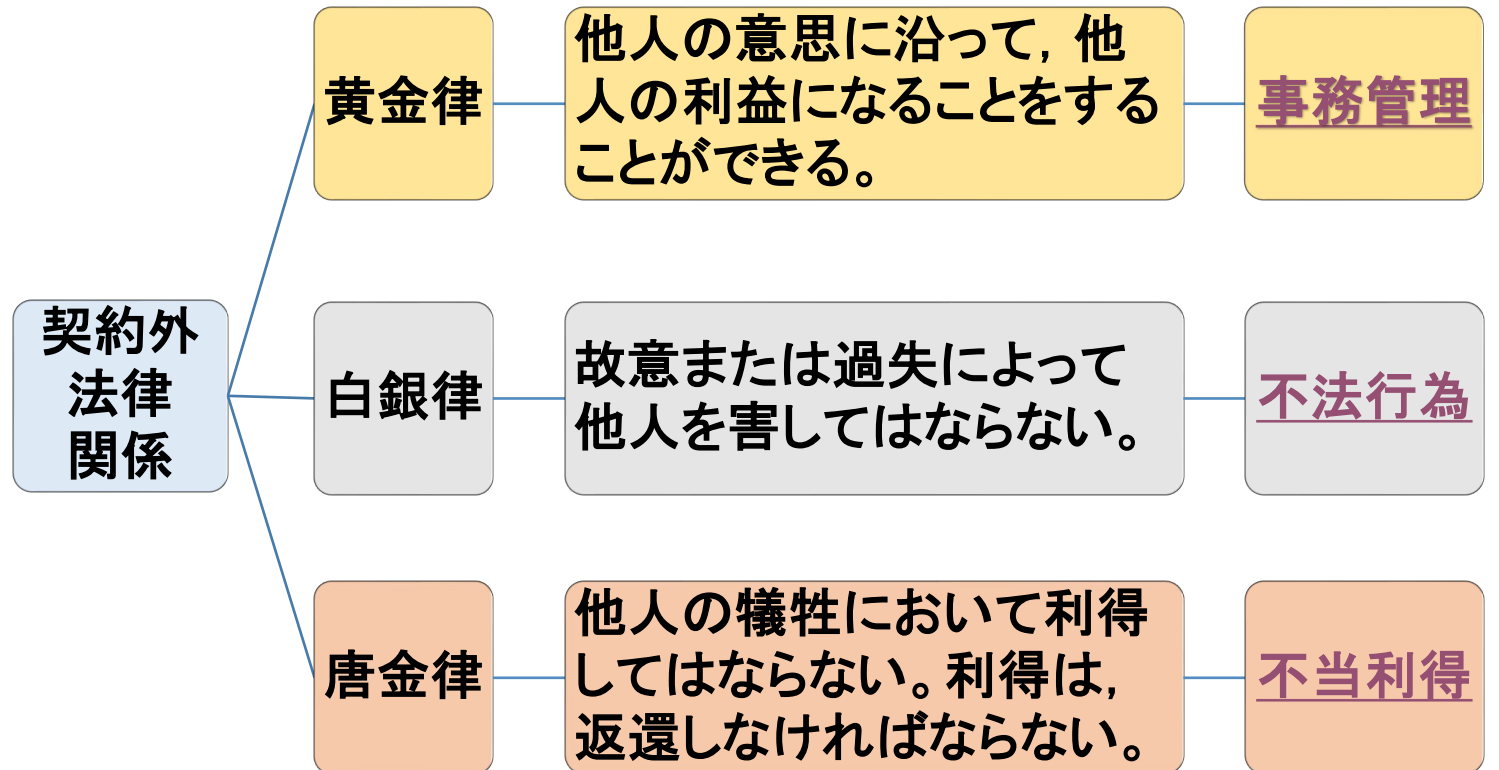 契約外
法律
関係
黄金律
他人の意思に沿って，他
人の利益になることをする
ことができる。
事務管理
白銀律
故意または過失によって
他人を害してはならない。
不法行為
唐金律
他人の犠牲において利得
してはならない。利得は，
返還しなければならない。
不当利得